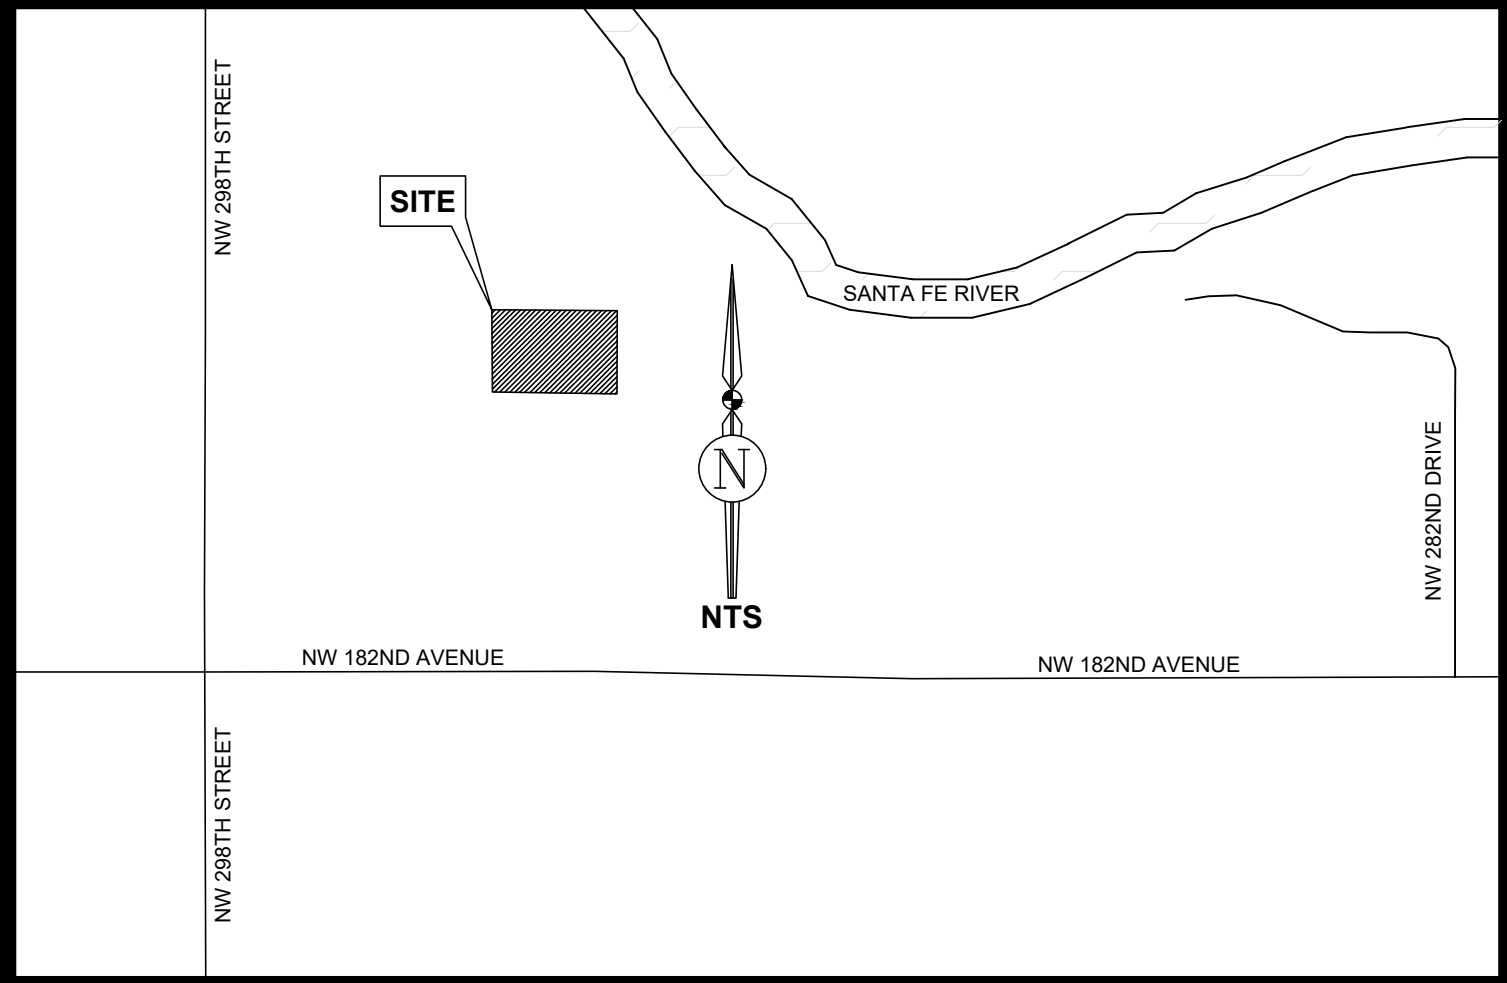 NW 298TH STREET
SITE
SANTA FE RIVER
N
NW 282ND DRIVE
NTS
NW 182ND AVENUE
NW 182ND AVENUE
NW 298TH STREET